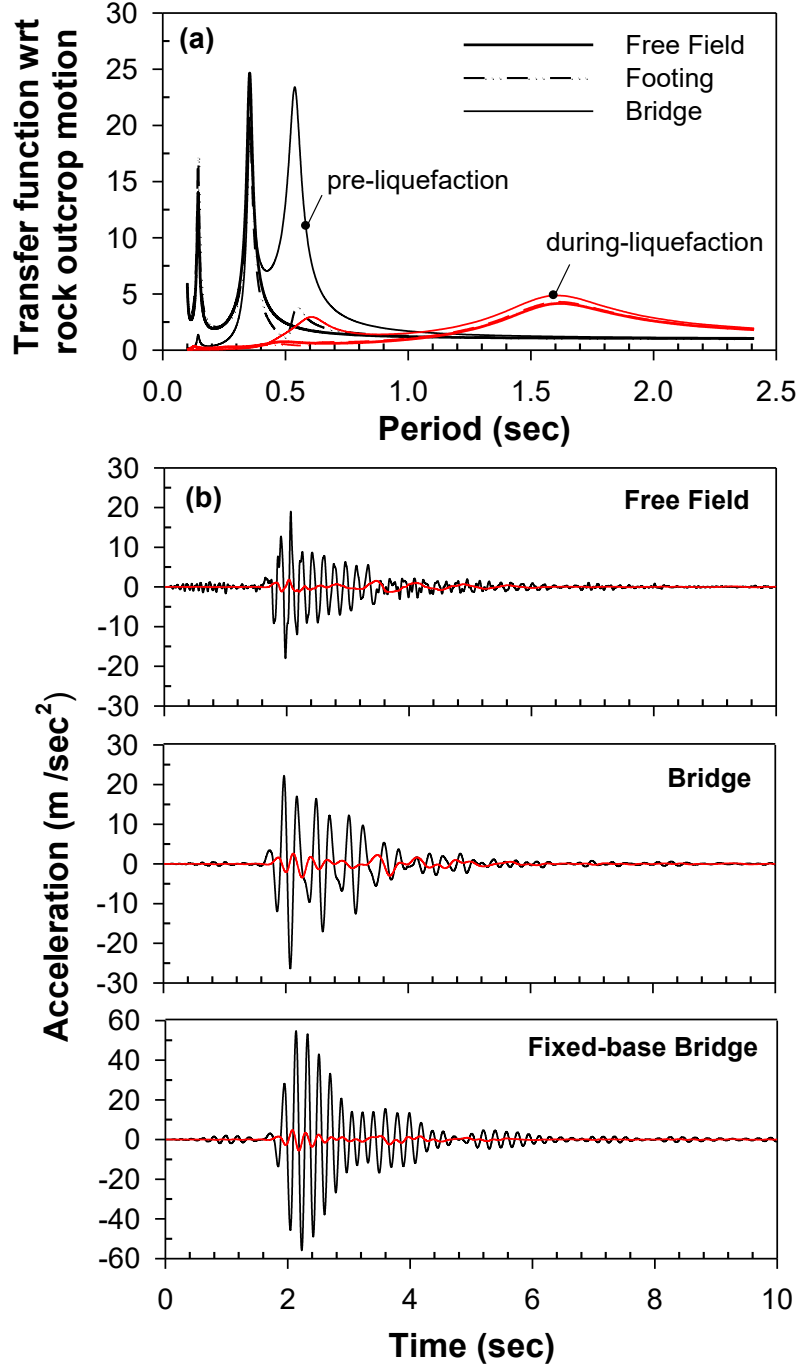 30
(a)
Free Field
25
Footing
Bridge
20
pre-liquefaction
15
during-liquefaction
10
5
0
Transfer function wrt
rock outcrop motion
0.0 0.5 1.0 1.5 2.0 2.5
Period (sec)
30
(b)
Free Field
20
10
0
-10
-20
-30
30
Bridge
20
10
0
-10
-20
-30
Acceleration (m /sec²)
60
Fixed-base Bridge
40
20
0
-20
-40
-60
0 2 4 6 8 10
Time (sec)